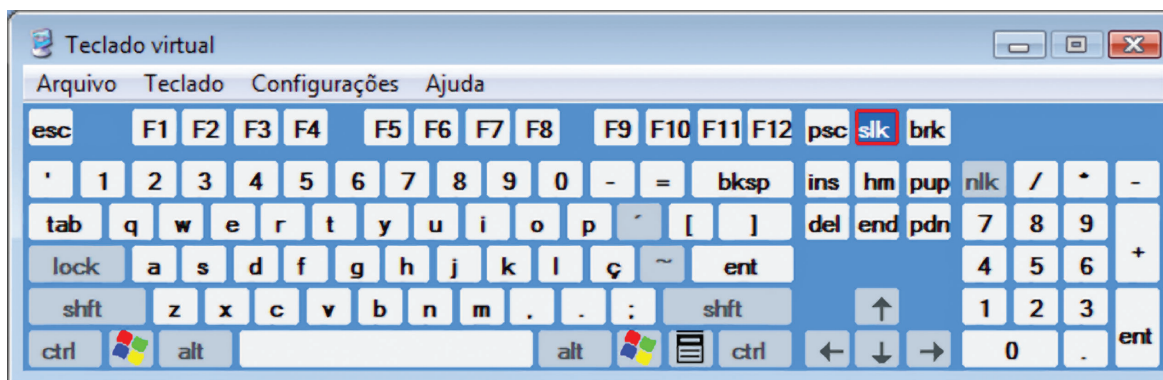 Teclado virtual
Arquivo Teclado Configurações Ajuda
esc F1 F2 F3 F4 F5 F6 F7 F8 F9 F10 F11 F12 psc slk brk
' 1 2 3 4 5 6 7 8 9 0 - = bksp ins hm pup nlk / * -
tab q w e r t y u i o p ´ [ ] del end pdn 7 8 9 +
lock a s d f g h j k l ç ~ ent 4 5 6
shft z x c v b n m , . ; shft ↑ 1 2 3 ent
ctrl alt alt ctrl ← ↓ → 0 .